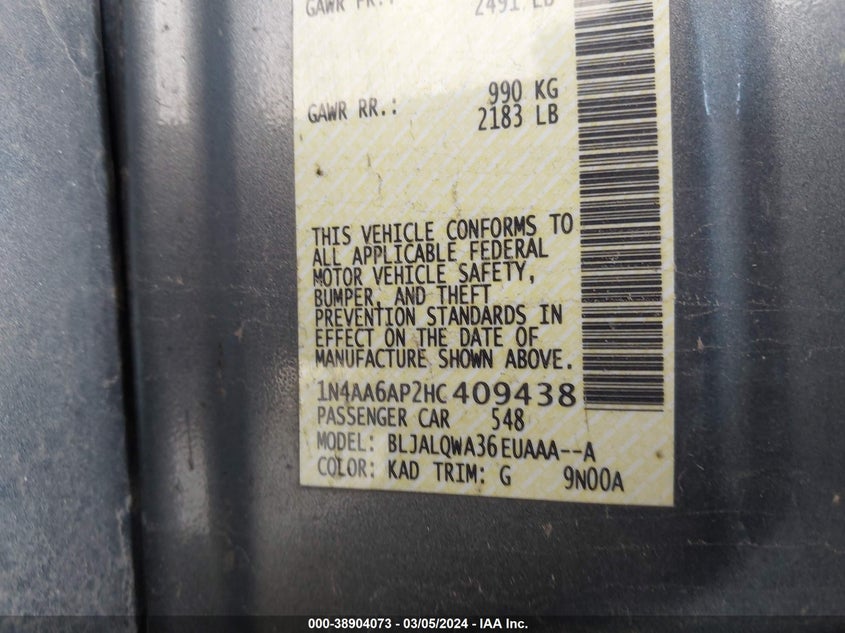 GAWR FR.: 2491 LB
GAWR RR.: 990 KG
2183 LB
THIS VEHICLE CONFORMS TO
ALL APPLICABLE FEDERAL
MOTOR VEHICLE SAFETY,
BUMPER, AND THEFT
PREVENTION STANDARDS IN
EFFECT ON THE DATE OF
MANUFACTURE SHOWN ABOVE.
1N4AA6AP2HC409438
PASSENGER CAR 548
MODEL: BLJALQWA36EUAAA--A
COLOR: KAD TRIM: G 9N00A
000-38904073 - 03/05/2024 - IAA Inc.